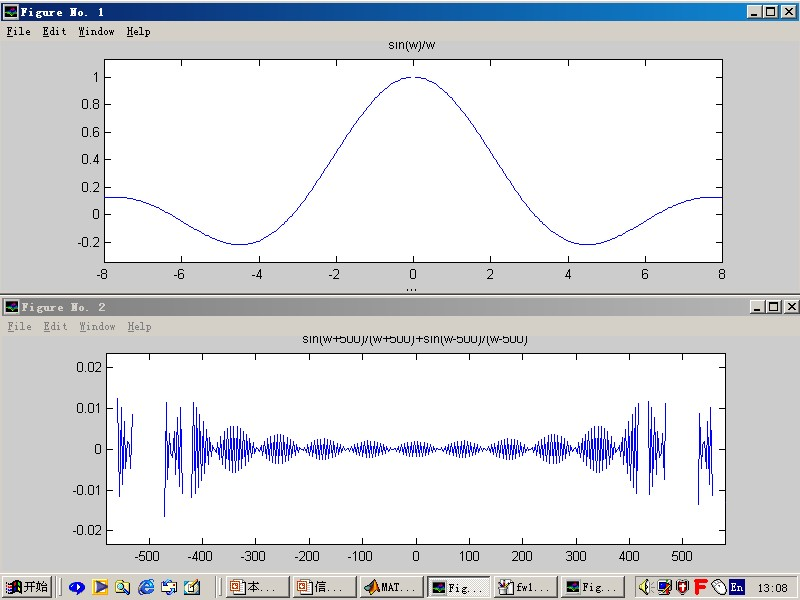 Figure No. 1
File Edit Window Help
sin(w)/w
1
0.8
0.6
0.4
0.2
0
-0.2
-8 -6 -4 -2 0 2 4 6 8
...
Figure No. 2
File Edit Window Help
sin(w+500)/(w+500)+sin(w-500)/(w-500)
0.02
0.01
0
-0.01
-0.02
-500 -400 -300 -200 -100 0 100 200 300 400 500
开始 本... 信... MAT... Fig... fw1... Fig... En 13:08